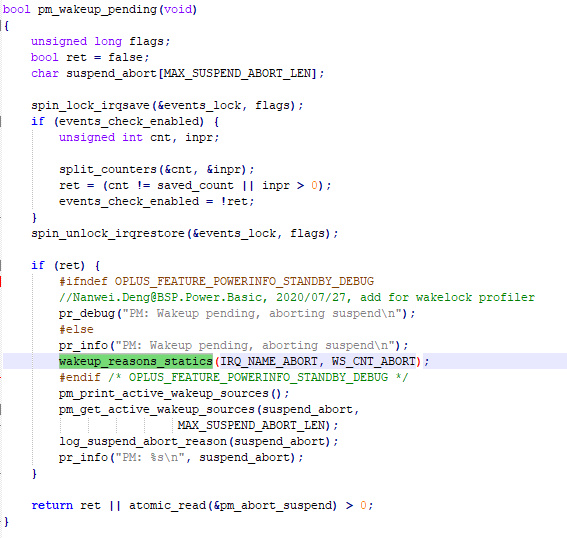 bool pm_wakeup_pending(void)
{
    unsigned long flags;
    bool ret = false;
    char suspend_abort[MAX_SUSPEND_ABORT_LEN];

    spin_lock_irqsave(&events_lock, flags);
    if (events_check_enabled) {
        unsigned int cnt, inpr;

        split_counters(&cnt, &inpr);
        ret = (cnt != saved_count || inpr > 0);
        events_check_enabled = !ret;
    }
    spin_unlock_irqrestore(&events_lock, flags);

    if (ret) {
        #ifndef OPLUS_FEATURE_POWERINFO_STANDBY_DEBUG
        //Nanwei.Deng@BSP.Power.Basic, 2020/07/27, add for wakelock profiler
        pr_debug("PM: Wakeup pending, aborting suspend\n");
        #else
        pr_info("PM: Wakeup pending, aborting suspend\n");
        wakeup_reasons_statics(IRQ_NAME_ABORT, WS_CNT_ABORT);
        #endif /* OPLUS_FEATURE_POWERINFO_STANDBY_DEBUG */
        pm_print_active_wakeup_sources();
        pm_get_active_wakeup_sources(suspend_abort,
                         MAX_SUSPEND_ABORT_LEN);
        log_suspend_abort_reason(suspend_abort);
        pr_info("PM: %s\n", suspend_abort);
    }

    return ret || atomic_read(&pm_abort_suspend) > 0;
}